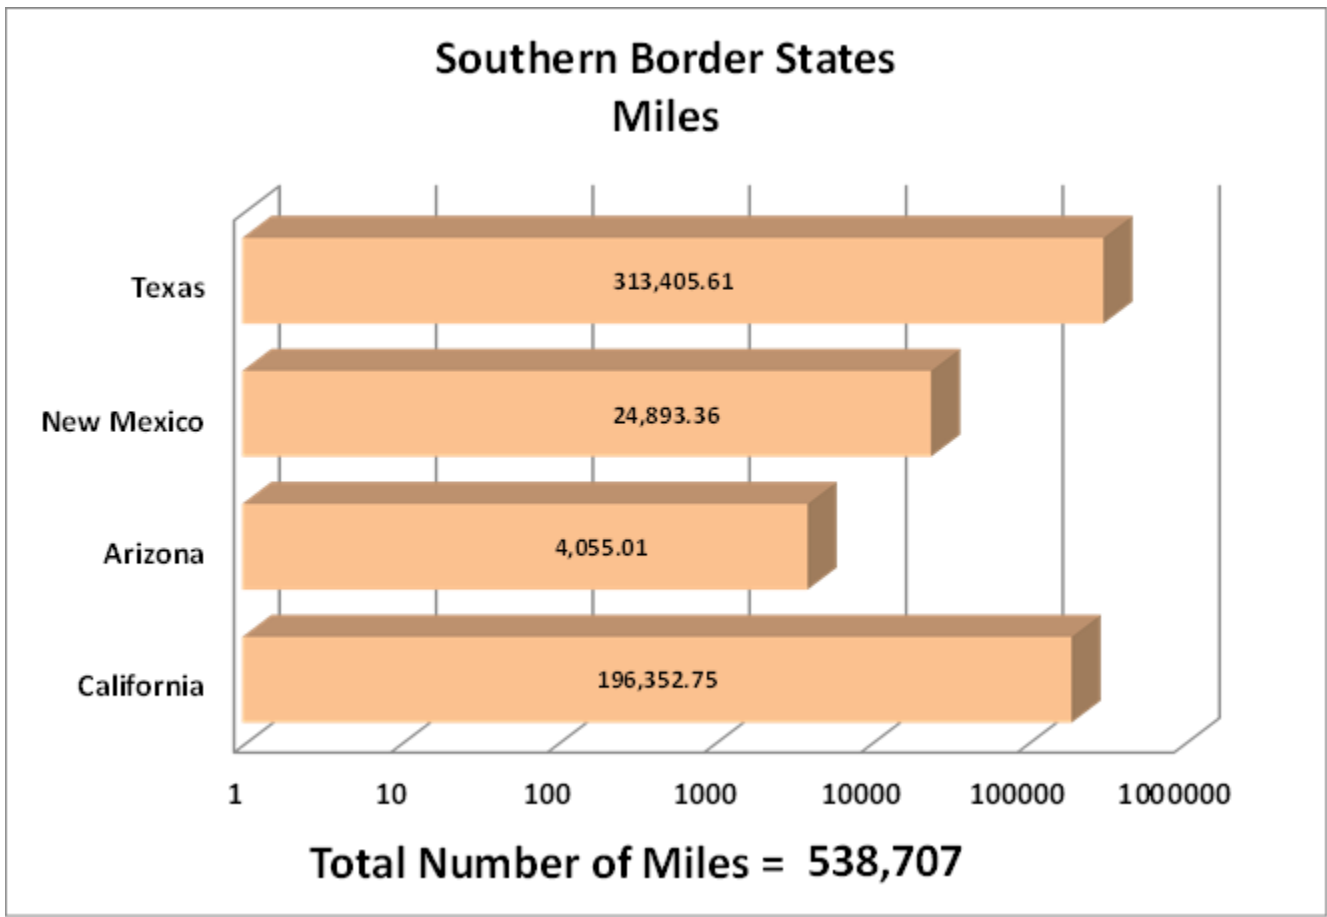 Southern Border States
Miles
Texas
313,405.61
New Mexico
24,893.36
Arizona
4,055.01
California
196,352.75
1 10 100 1000 10000 100000 1000000
Total Number of Miles = 538,707